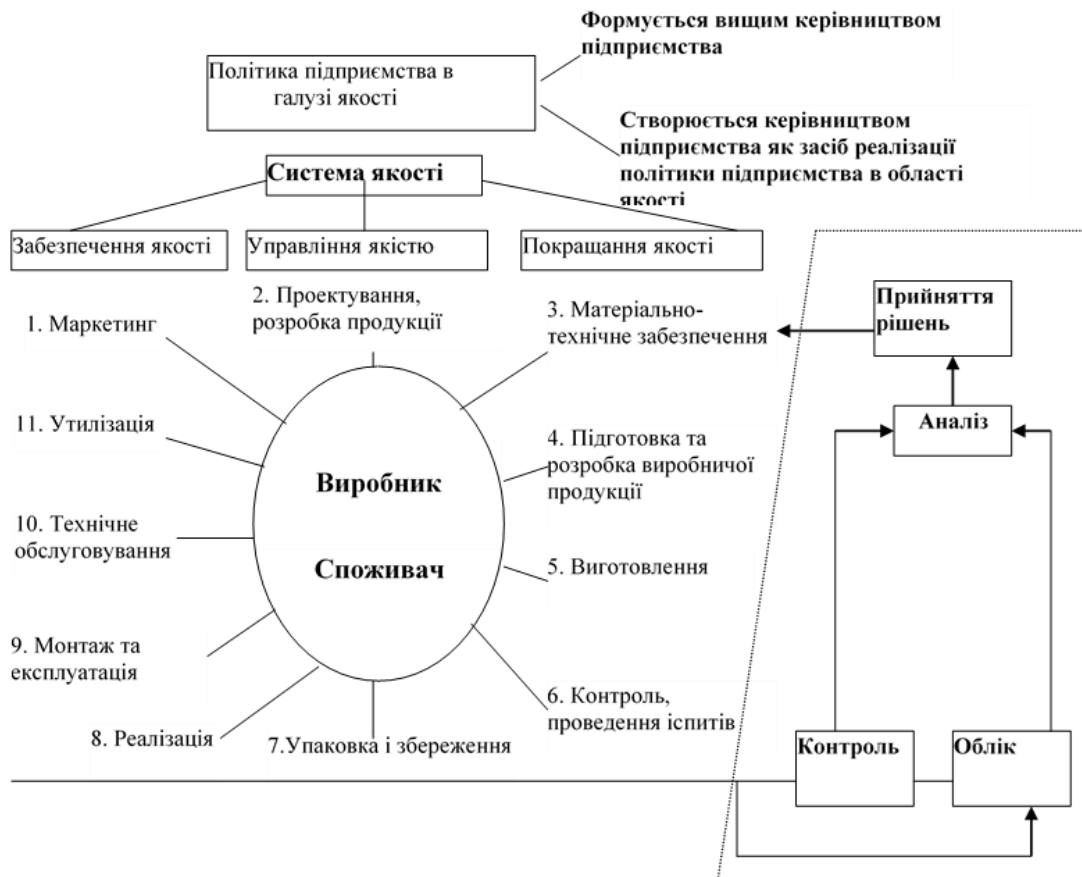 Формується вищим керівництвом
підприємства
Політика підприємства в
галузі якості
Створюється керівництвом
підприємства як засіб реалізації
політики підприємства в області
якості
Система якості
Забезпечення якості
Управління якістю
Покращання якості
2. Проектування,
розробка продукції
1. Маркетинг
3. Матеріально-
технічне забезпечення
Прийняття
рішень
11. Утилізація
Аналіз
4. Підготовка та
розробка виробничої
продукції
Виробник
10. Технічне
обслуговування
Споживач
5. Виготовлення
9. Монтаж та
експлуатація
6. Контроль,
проведення іспитів
8. Реалізація
7.Упаковка і збереження
Контроль
Облік